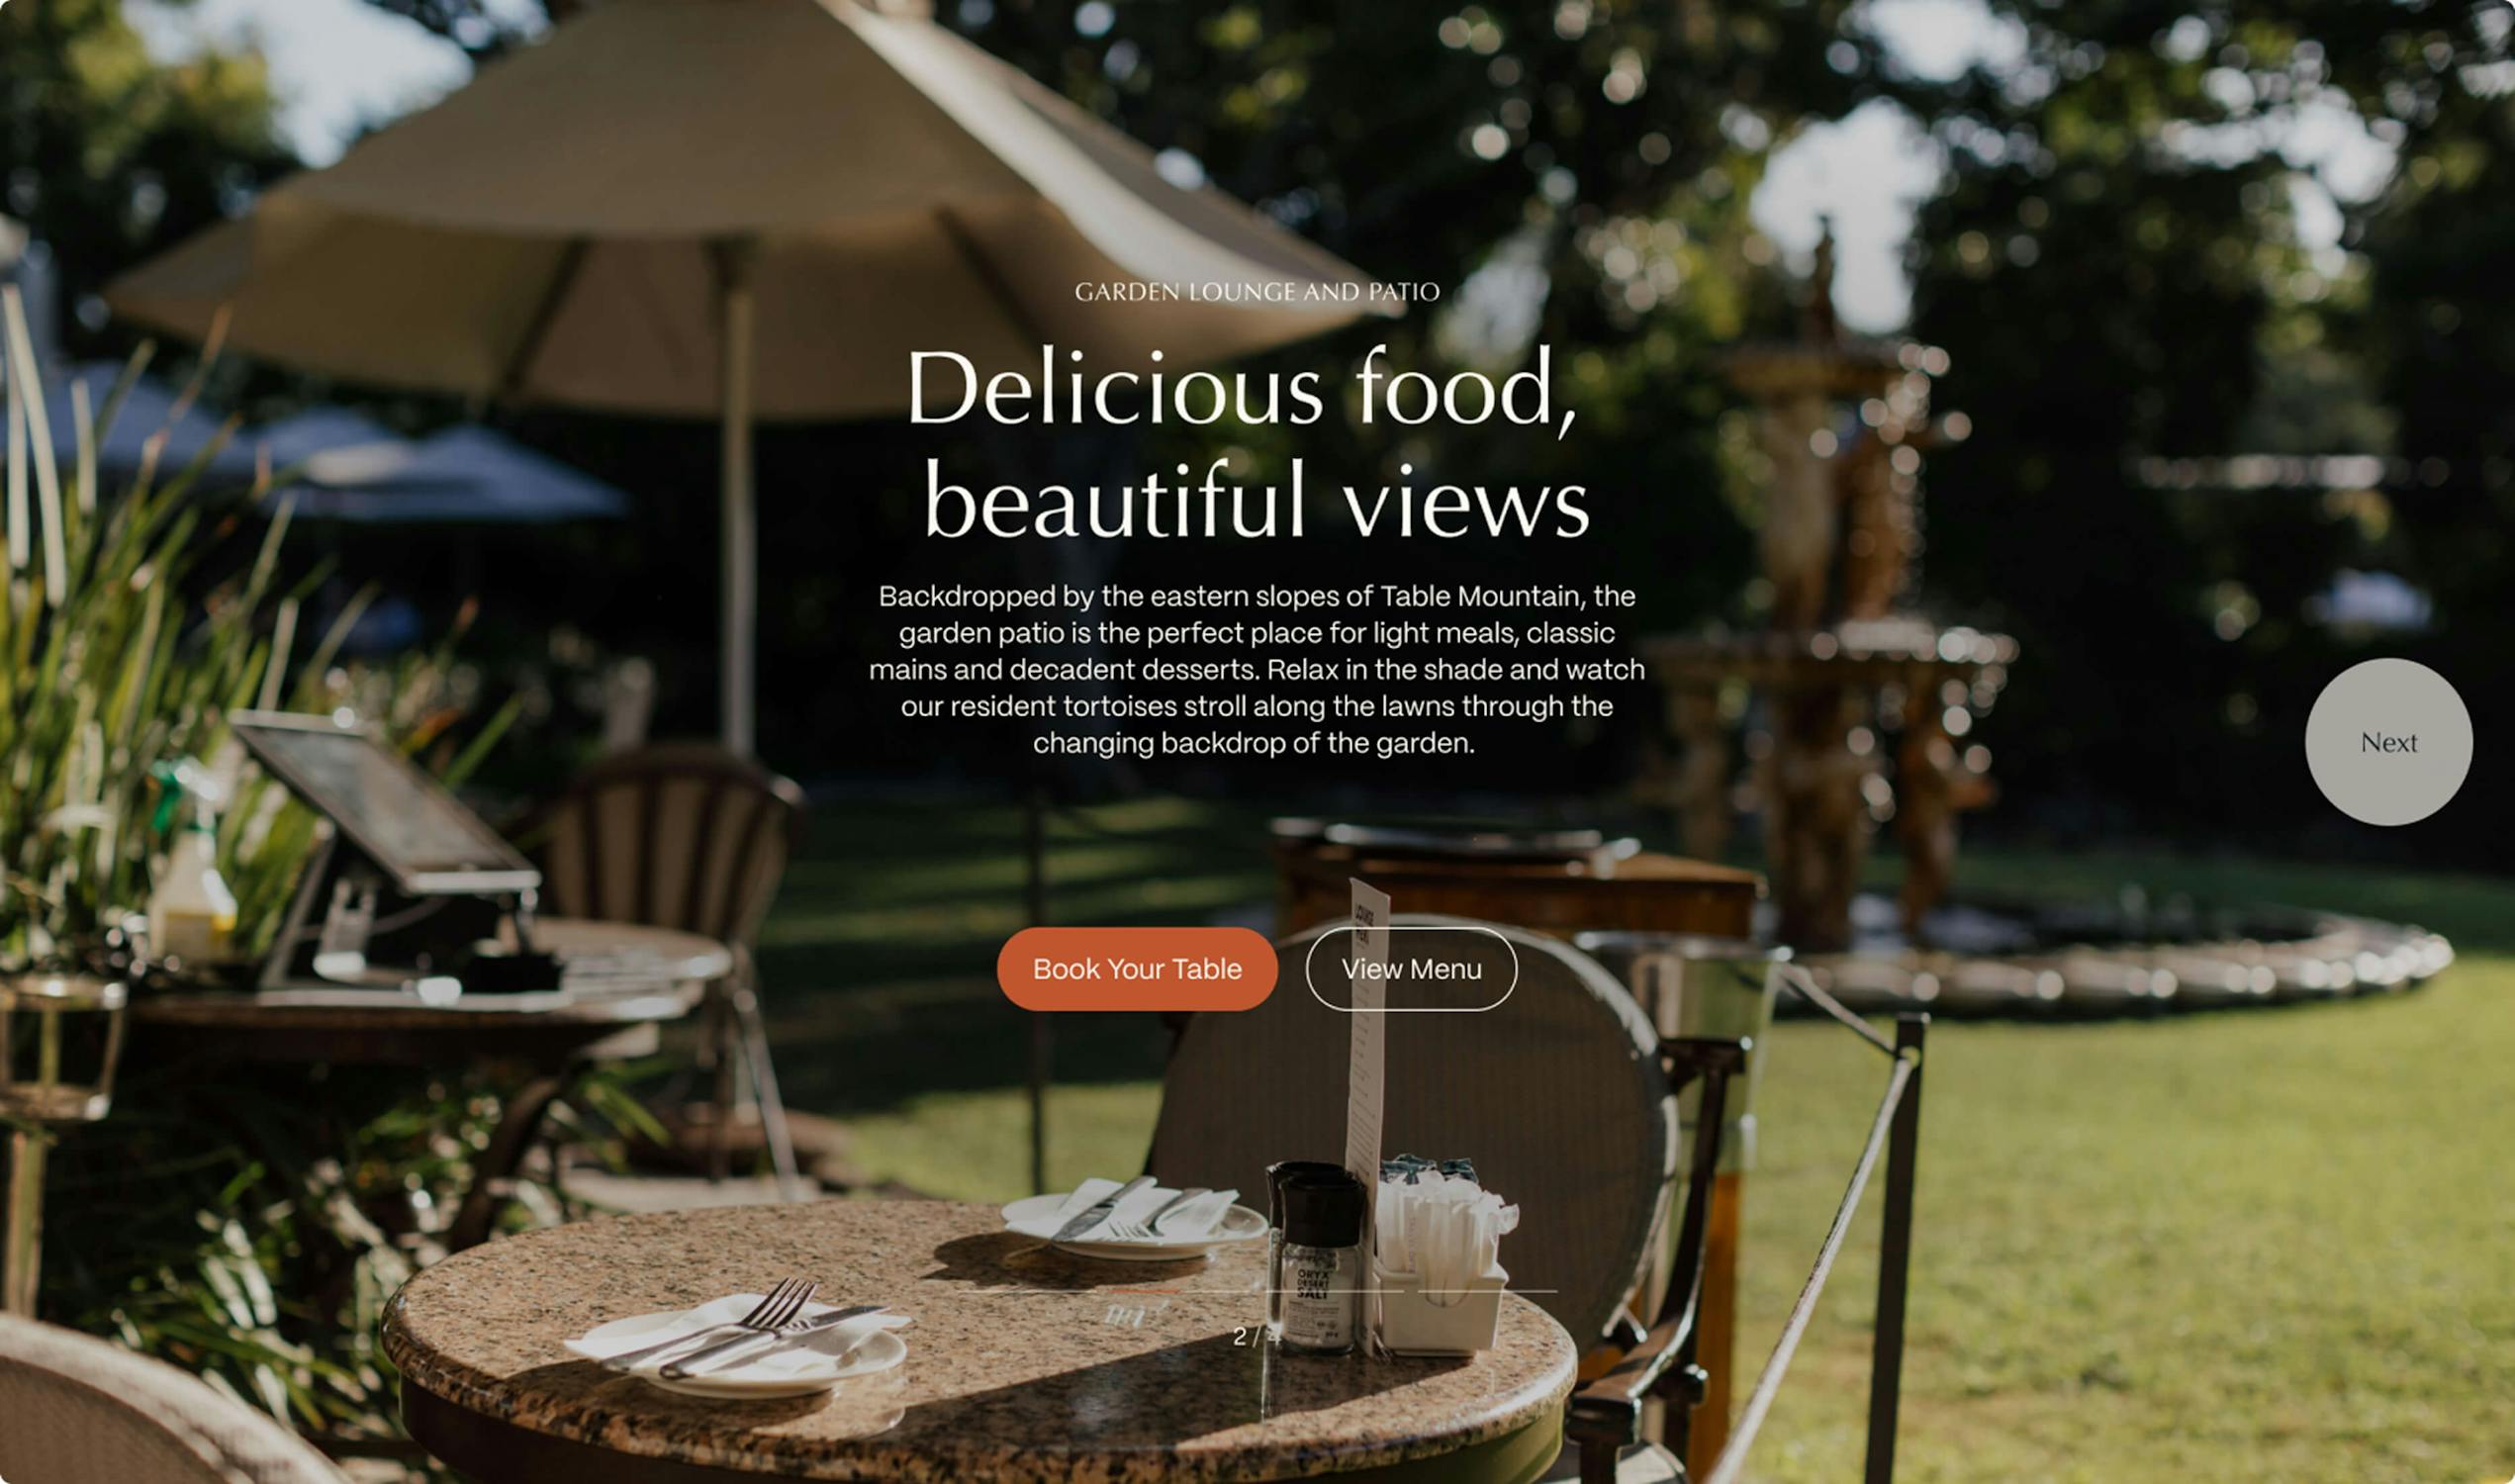 GARDEN LOUNGE AND PATIO
Delicious food,
beautiful views
Backdropped by the eastern slopes of Table Mountain, the
garden patio is the perfect place for light meals, classic
mains and decadent desserts. Relax in the shade and watch
our resident tortoises stroll along the lawns through the
changing backdrop of the garden.
Next
Book Your Table
View Menu
ORYX
DESERT
SALT
2 / 4